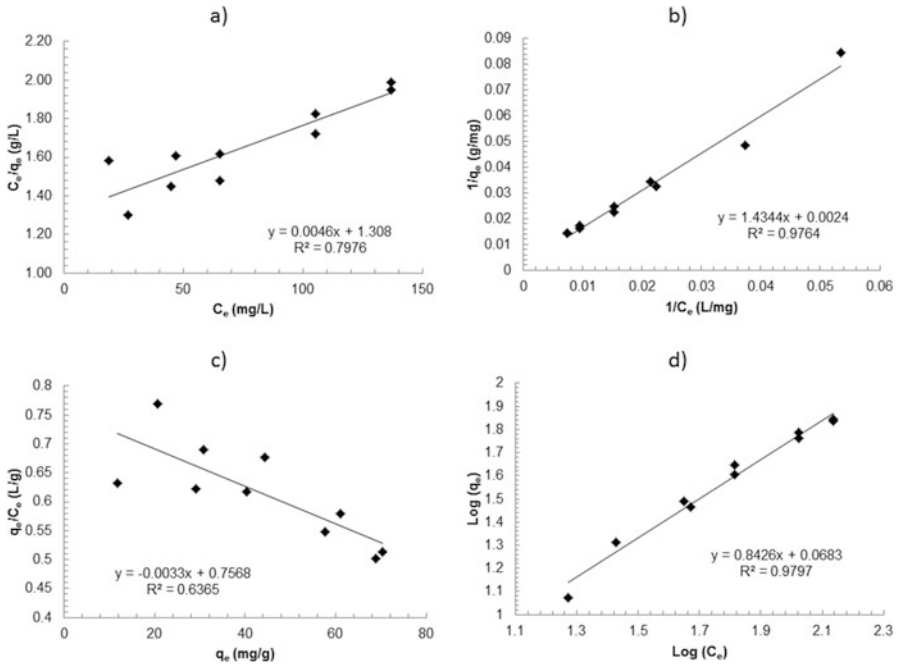 a)
2.20
2.00
1.80
1.60
1.40
1.20
1.00
Cₑ/qₑ (g/L)
y = 0.0046x + 1.308
R² = 0.7976
0 50 100 150
Cₑ (mg/L)
b)
0.09
0.08
0.07
0.06
0.05
0.04
0.03
0.02
0.01
0
1/qₑ (g/mg)
y = 1.4344x + 0.0024
R² = 0.9764
0 0.01 0.02 0.03 0.04 0.05 0.06
1/Cₑ (L/mg)
c)
0.8
0.75
0.7
0.65
0.6
0.55
0.5
0.45
0.4
qₑ/Cₑ (L/g)
y = -0.0033x + 0.7568
R² = 0.6365
0 20 40 60 80
qₑ (mg/g)
d)
2
1.9
1.8
1.7
1.6
1.5
1.4
1.3
1.2
1.1
1
Log (qₑ)
y = 0.8426x + 0.0683
R² = 0.9797
1.1 1.3 1.5 1.7 1.9 2.1 2.3
Log (Cₑ)